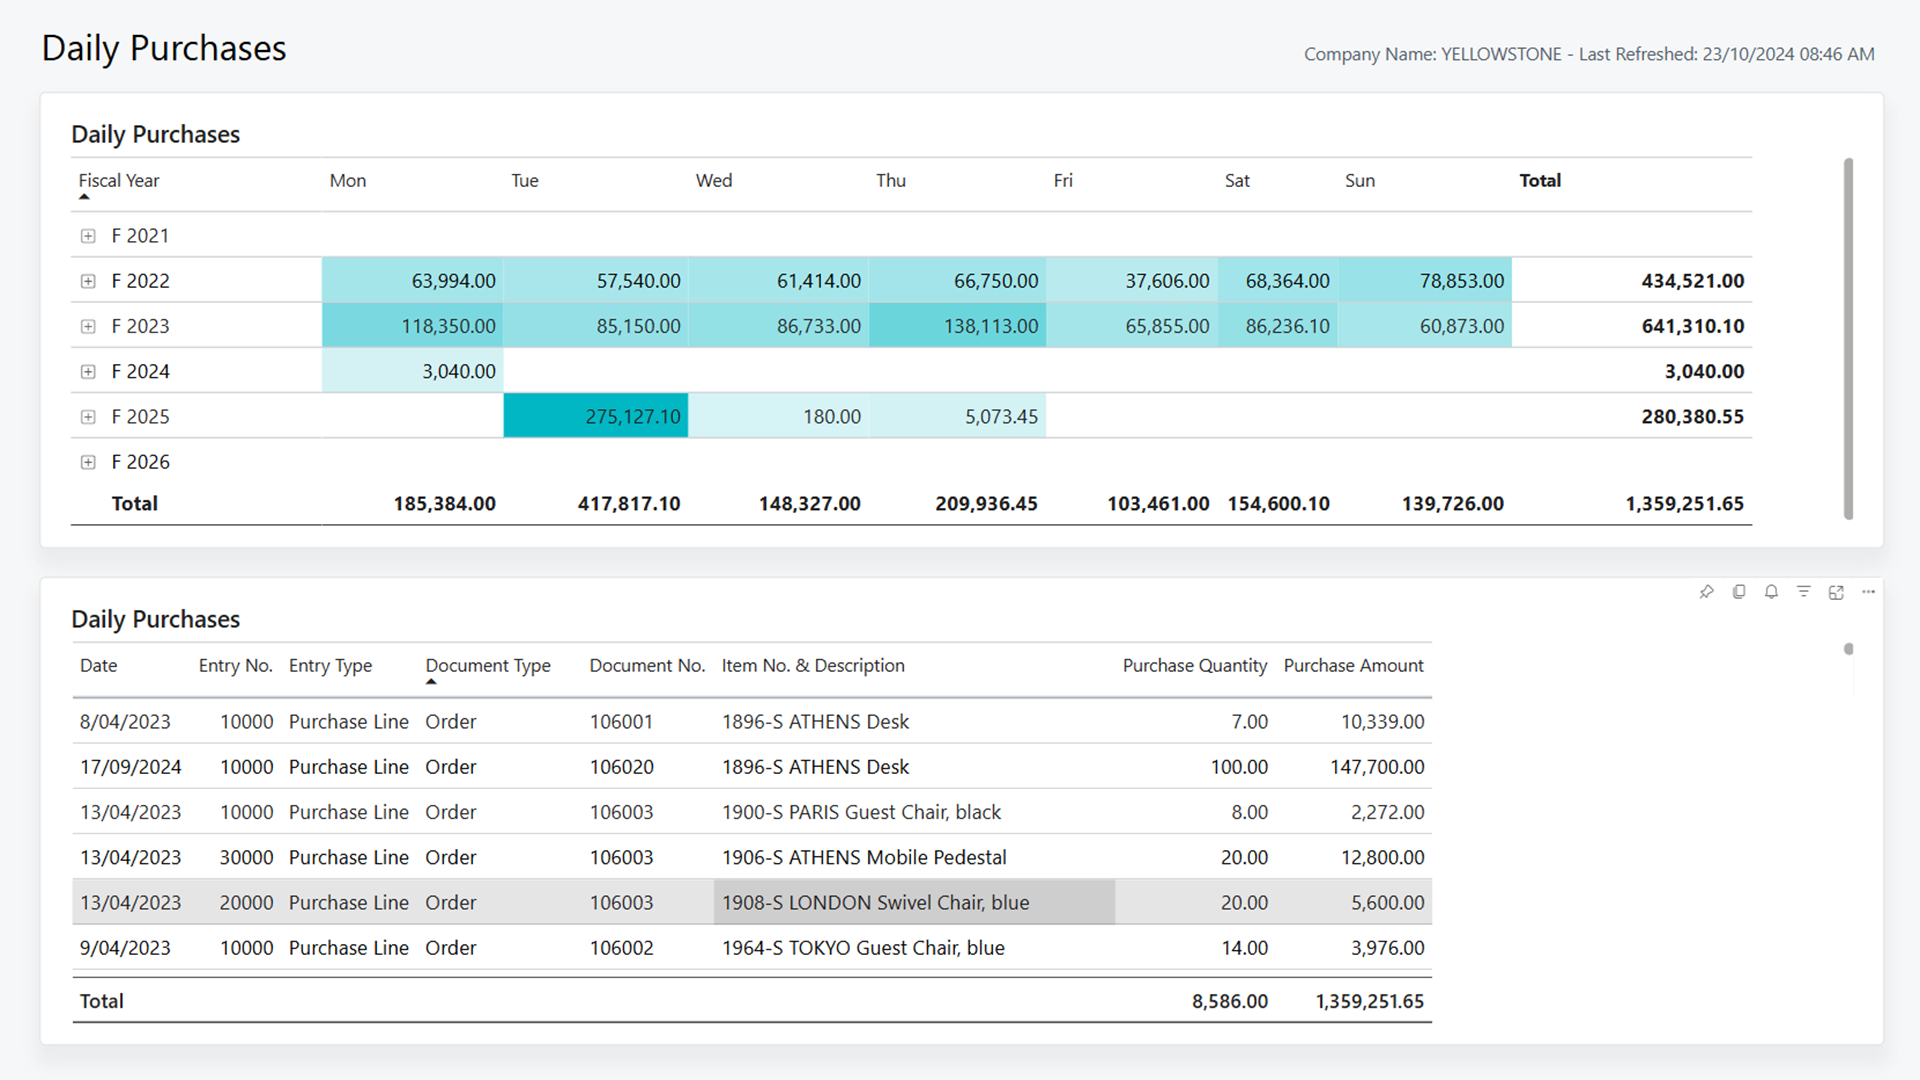 Daily Purchases
Company Name: YELLOWSTONE - Last Refreshed: 23/10/2024 08:46 AM
Daily Purchases
Fiscal Year Mon Tue Wed Thu Fri Sat Sun Total
F 2021
F 2022 63,994.00 57,540.00 61,414.00 66,750.00 37,606.00 68,364.00 78,853.00 434,521.00
F 2023 118,350.00 85,150.00 86,733.00 138,113.00 65,855.00 86,236.10 60,873.00 641,310.10
F 2024 3,040.00 3,040.00
F 2025 275,127.10 180.00 5,073.45 280,380.55
F 2026
Total 185,384.00 417,817.10 148,327.00 209,936.45 103,461.00 154,600.10 139,726.00 1,359,251.65
Daily Purchases
Date Entry No. Entry Type Document Type Document No. Item No. & Description Purchase Quantity Purchase Amount
8/04/2023 10000 Purchase Line Order 106001 1896-S ATHENS Desk 7.00 10,339.00
17/09/2024 10000 Purchase Line Order 106020 1896-S ATHENS Desk 100.00 147,700.00
13/04/2023 10000 Purchase Line Order 106003 1900-S PARIS Guest Chair, black 8.00 2,272.00
13/04/2023 30000 Purchase Line Order 106003 1906-S ATHENS Mobile Pedestal 20.00 12,800.00
13/04/2023 20000 Purchase Line Order 106003 1908-S LONDON Swivel Chair, blue 20.00 5,600.00
9/04/2023 10000 Purchase Line Order 106002 1964-S TOKYO Guest Chair, blue 14.00 3,976.00
Total 8,586.00 1,359,251.65